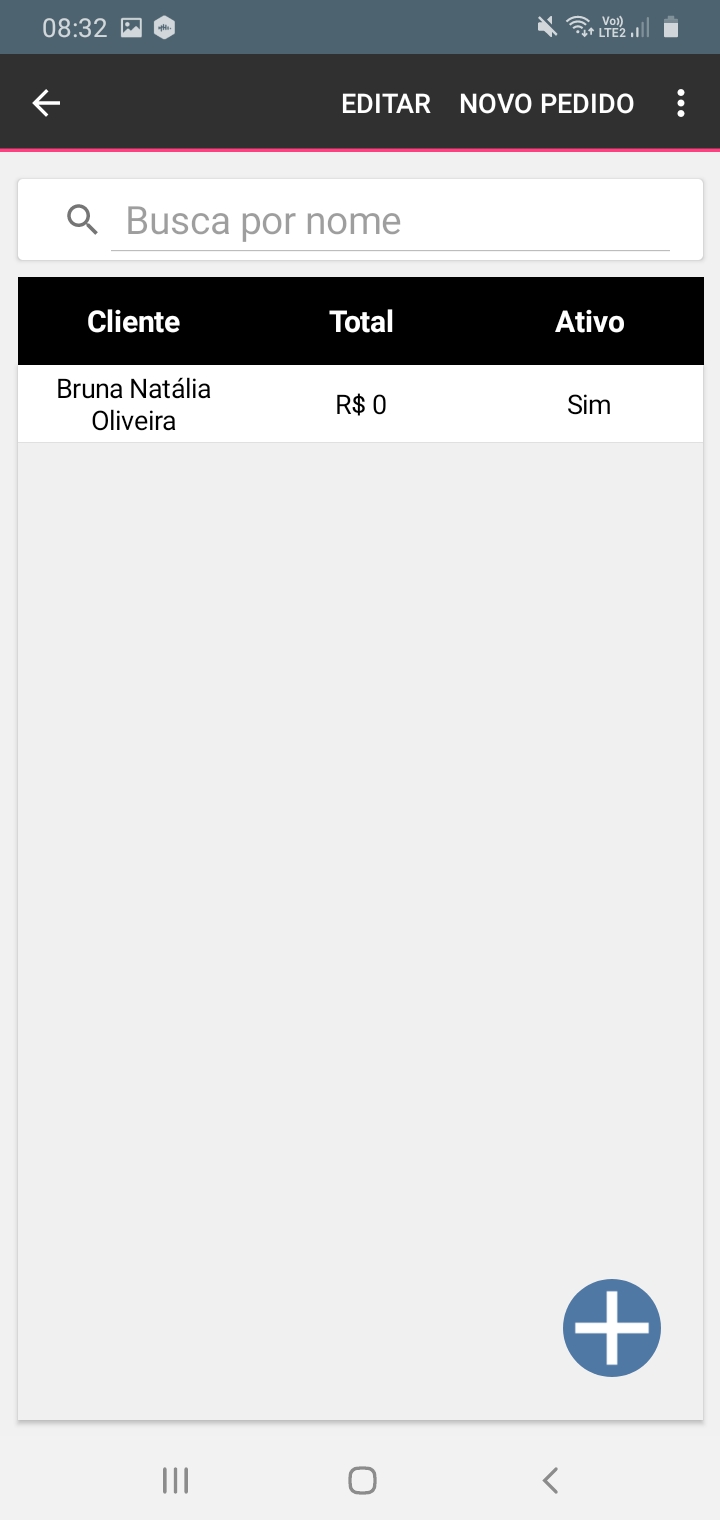 08:32
Vo))
LTE2
EDITAR NOVO PEDIDO
Busca por nome
Cliente Total Ativo
Bruna Natália
Oliveira
R$ 0 Sim